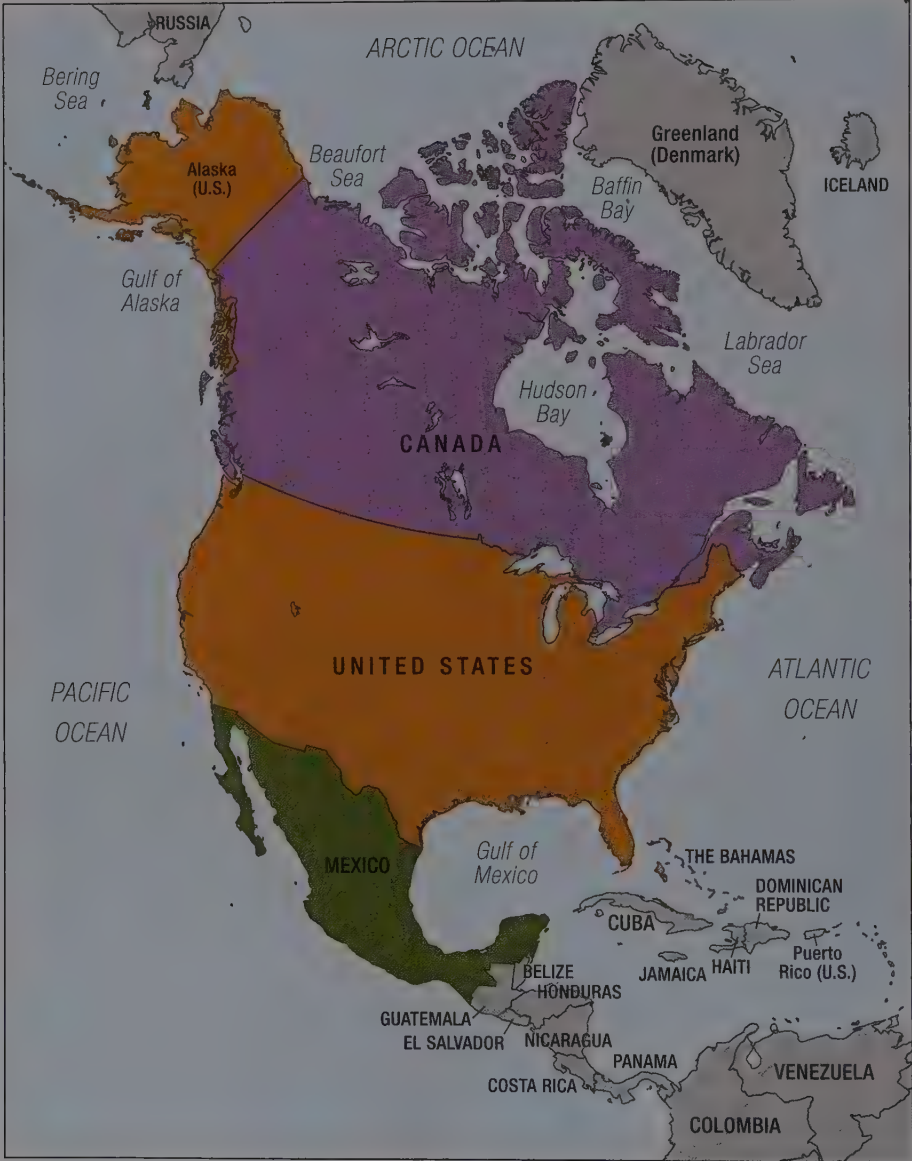 RUSSIA
ARCTIC OCEAN
Bering
Sea
Greenland
(Denmark)
ICELAND
Alaska
(U.S.)
Beaufort
Sea
Baffin
Bay
Gulf of
Alaska
Labrador
Sea
Hudson
Bay
CANADA
UNITED STATES
PACIFIC
OCEAN
ATLANTIC
OCEAN
MEXICO
Gulf of
Mexico
THE BAHAMAS
DOMINICAN
REPUBLIC
CUBA
JAMAICA
HAITI
Puerto
Rico (U.S.)
BELIZE
HONDURAS
GUATEMALA
EL SALVADOR
NICARAGUA
PANAMA
COSTA RICA
VENEZUELA
COLOMBIA